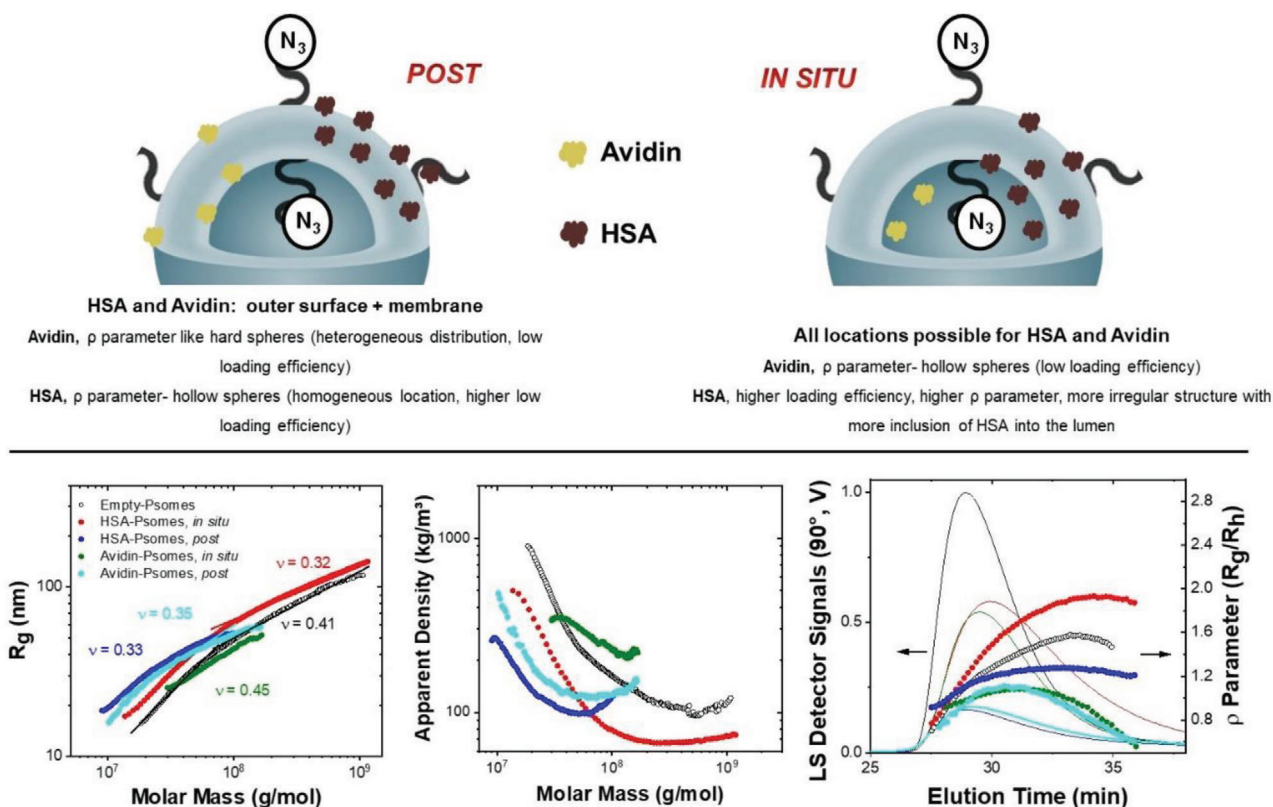 N3
POST
IN SITU
N3
Avidin
HSA
N3
N3
HSA and Avidin: outer surface + membrane
Avidin, ρ parameter like hard spheres (heterogeneous distribution, low
loading efficiency)
HSA, ρ parameter- hollow spheres (homogeneous location, higher low
loading efficiency)
All locations possible for HSA and Avidin
Avidin, ρ parameter- hollow spheres (low loading efficiency)
HSA, higher loading efficiency, higher ρ parameter, more irregular structure with
more inclusion of HSA into the lumen
Rg (nm)
100
10
Empty-Psomes
HSA-Psomes, in situ
HSA-Psomes, post
Avidin-Psomes, in situ
Avidin-Psomes, post
ν = 0.32
ν = 0.35
ν = 0.41
ν = 0.33
ν = 0.45
10⁷
10⁸
10⁹
Molar Mass (g/mol)
Apparent Density (kg/m³)
1000
100
10⁷
10⁸
10⁹
Molar Mass (g/mol)
LS Detector Signals (90°, V)
1.0
0.5
0.0
25
30
35
Elution Time (min)
2.8
2.4
2.0
1.6
1.2
0.8
ρ Parameter (Rg/Rh)